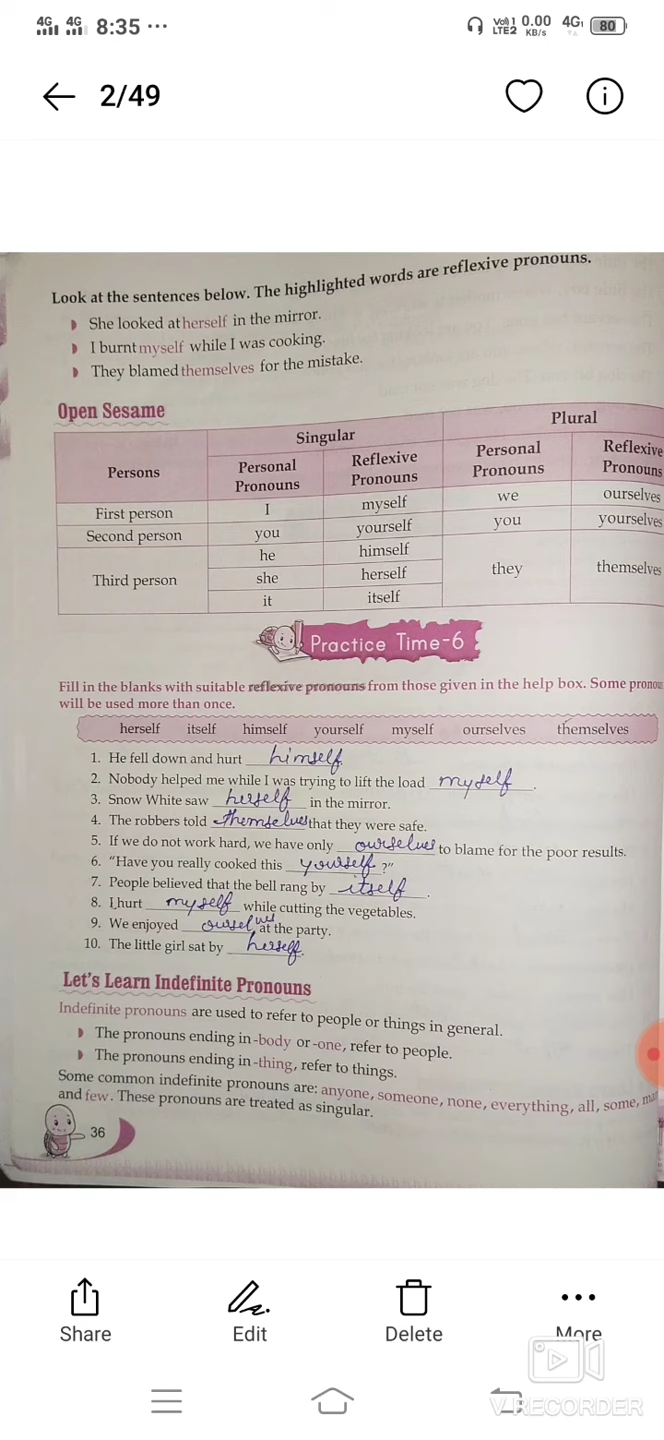 4G 4G 8:35 ...
Vo)) 1 LTE2 0.00 KB/s 4G 80
2/49
Look at the sentences below. The highlighted words are reflexive pronouns.
She looked at herself in the mirror.
I burnt myself while I was cooking.
They blamed themselves for the mistake.
Open Sesame
Persons Singular Plural
Personal Pronouns Reflexive Pronouns Personal Pronouns Reflexive Pronouns
First person I myself we ourselves
Second person you yourself you yourselves
Third person he himself they themselves
she herself
it itself
Practice Time-6
Fill in the blanks with suitable reflexive pronouns from those given in the help box. Some pronou
will be used more than once.
herself itself himself yourself myself ourselves themselves
1. He fell down and hurt himself.
2. Nobody helped me while I was trying to lift the load myself.
3. Snow White saw herself in the mirror.
4. The robbers told themselves that they were safe.
5. If we do not work hard, we have only ourselves to blame for the poor results.
6. "Have you really cooked this yourself?"
7. People believed that the bell rang by itself.
8. I hurt myself while cutting the vegetables.
9. We enjoyed ourselves at the party.
10. The little girl sat by herself.
Let's Learn Indefinite Pronouns
Indefinite pronouns are used to refer to people or things in general.
The pronouns ending in -body or -one, refer to people.
The pronouns ending in -thing, refer to things.
Some common indefinite pronouns are: anyone, someone, none, everything, all, some,
and few. These pronouns are treated as singular.
36
Share Edit Delete More
V RECORDER